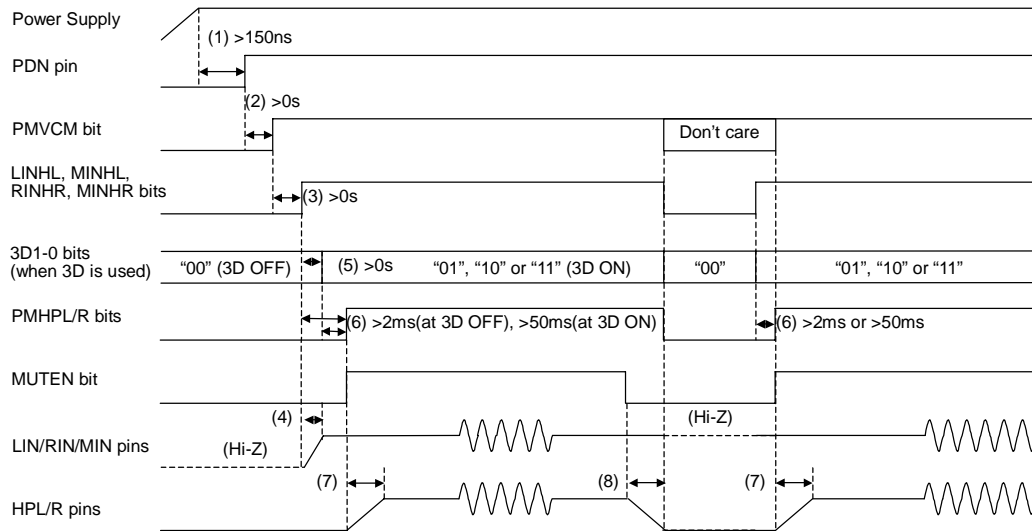 Power Supply
(1) >150ns
PDN pin
(2) >0s
PMVCM bit
Don't care
LINHL, MINHL,
RINHR, MINHR bits
(3) >0s
3D1-0 bits
(when 3D is used)
“00” (3D OFF)
(5) >0s
“01”, “10” or “11” (3D ON)
“00”
“01”, “10” or “11”
PMHPL/R bits
(6) >2ms(at 3D OFF), >50ms(at 3D ON)
(6) >2ms or >50ms
MUTEN bit
(4)
(Hi-Z)
(Hi-Z)
LIN/RIN/MIN pins
(7)
(8)
(7)
HPL/R pins